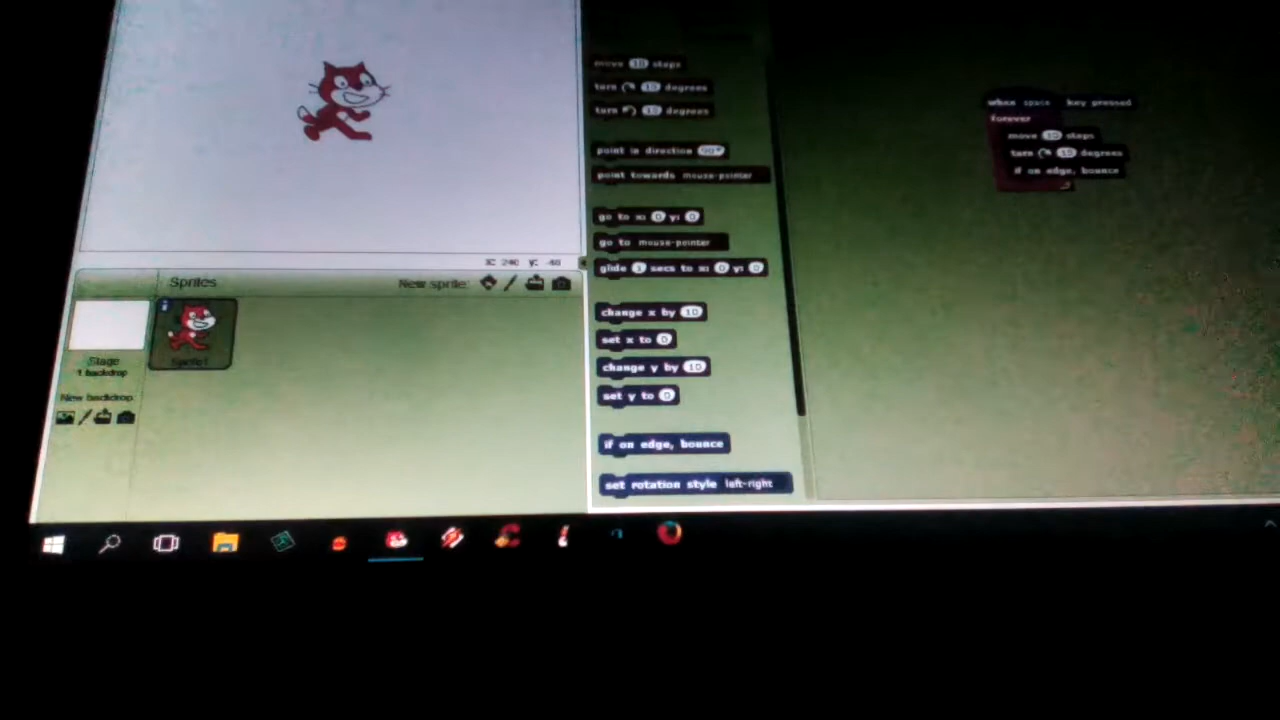 move 10 steps
turn 15 degrees
turn 15 degrees
point in direction 90
point towards mouse-pointer
go to x: 0 y: 0
go to mouse-pointer
glide 1 secs to x: 0 y: 0
change x by 10
set x to 0
change y by 10
set y to 0
if on edge, bounce
set rotation style left-right
when space key pressed
forever
move 10 steps
turn 15 degrees
if on edge, bounce
X: 240 y:
Sprites
New sprite:
Sprite1
Stage
1 backdrop
New backdrop